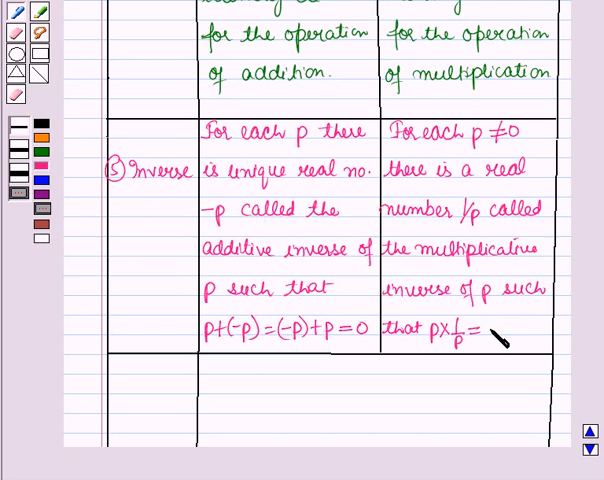 for the operation
of addition.
for the operation
of multiplication
⑤ Inverse
For each p there
is unique real no.
-p called the
additive inverse of
p such that
p+(-p)=(-p)+p=0
For each p≠0
there is a real
number 1/p called
the multiplicative
inverse of p such
that p×1/p=